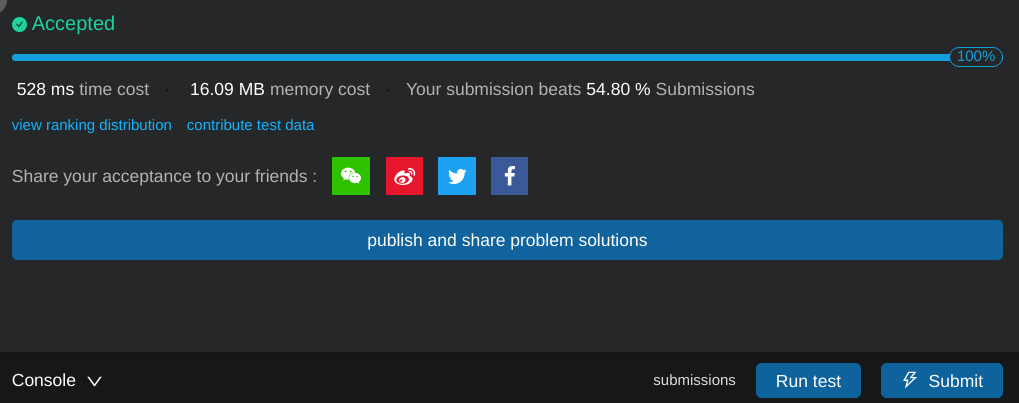 Accepted
100%
528 ms time cost · 16.09 MB memory cost · Your submission beats 54.80 % Submissions
view ranking distribution contribute test data
Share your acceptance to your friends :
publish and share problem solutions
Console submissions Run test Submit